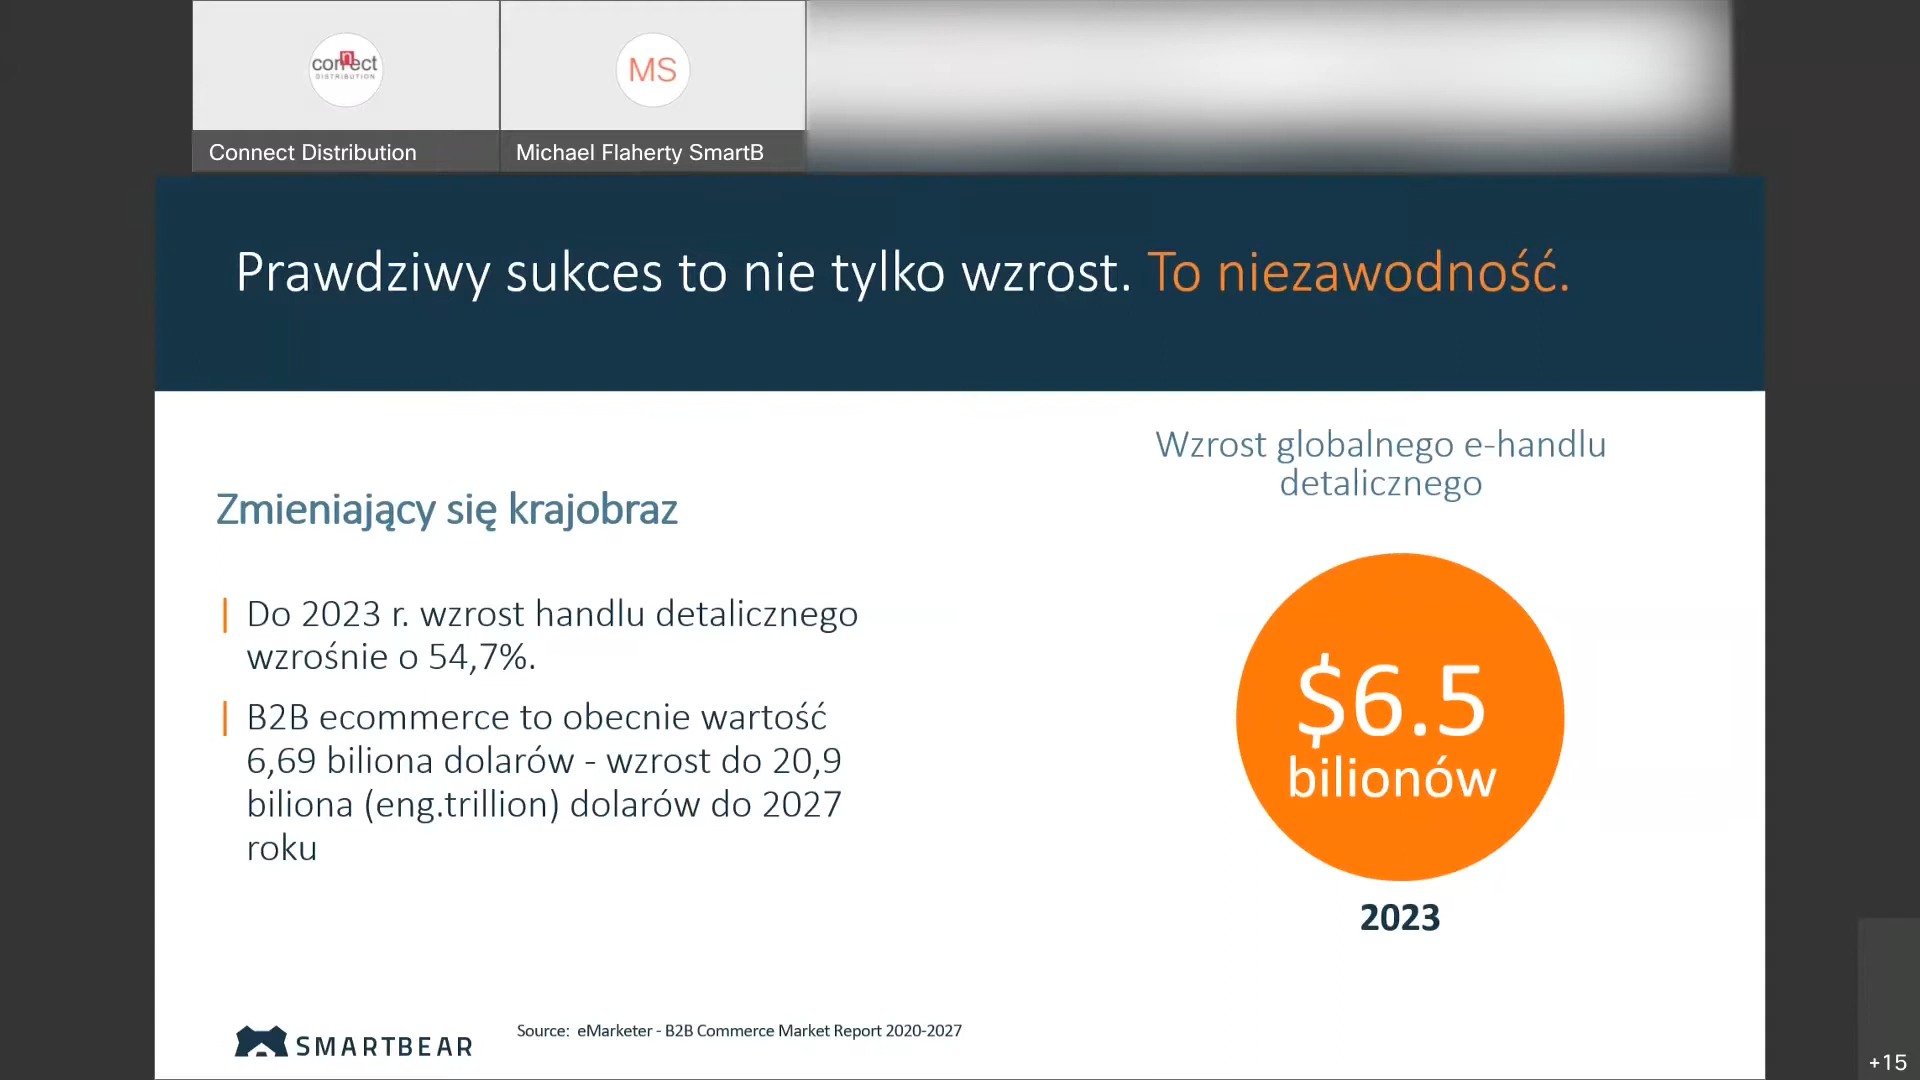 connect
DISTRIBUTION
MS
Connect Distribution
Michael Flaherty SmartB
Prawdziwy sukces to nie tylko wzrost. To niezawodność.
Zmieniający się krajobraz
Do 2023 r. wzrost handlu detalicznego
wzrośnie o 54,7%.
B2B ecommerce to obecnie wartość
6,69 biliona dolarów - wzrost do 20,9
biliona (eng.trillion) dolarów do 2027
roku
Wzrost globalnego e-handlu
detalicznego
$6.5
bilionów
2023
SMARTBEAR
Source: eMarketer - B2B Commerce Market Report 2020-2027
+15